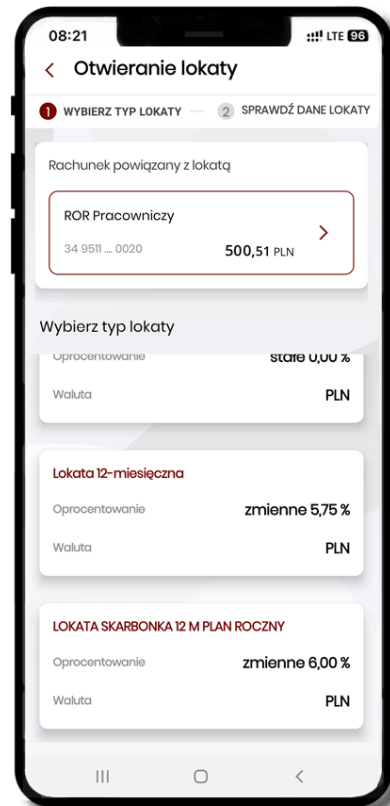 08:21 LTE 96
Otwieranie lokaty
1 WYBIERZ TYP LOKATY 2 SPRAWDŹ DANE LOKATY
Rachunek powiązany z lokatą
ROR Pracowniczy
34 9511 ... 0020 500,51 PLN
Wybierz typ lokaty
Oprocentowanie stałe 0,00 %
Waluta PLN
Lokata 12-miesięczna
Oprocentowanie zmienne 5,75 %
Waluta PLN
LOKATA SKARBONKA 12 M PLAN ROCZNY
Oprocentowanie zmienne 6,00 %
Waluta PLN